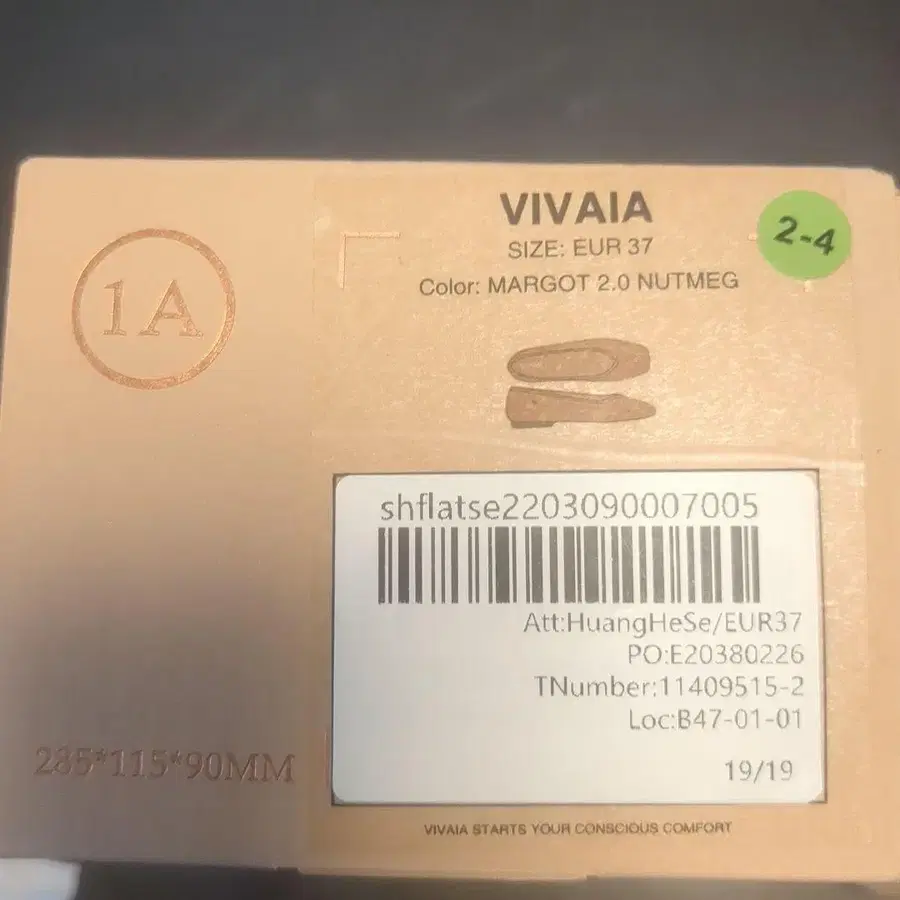 VIVAIA
SIZE: EUR 37
Color: MARGOT 2.0 NUTMEG
2-4
1A
shflatse2203090007005
Att:HuangHeSe/EUR37
PO:E20380226
TNumber:11409515-2
Loc:B47-01-01
19/19
285*115*90MM
VIVAIA STARTS YOUR CONSCIOUS COMFORT